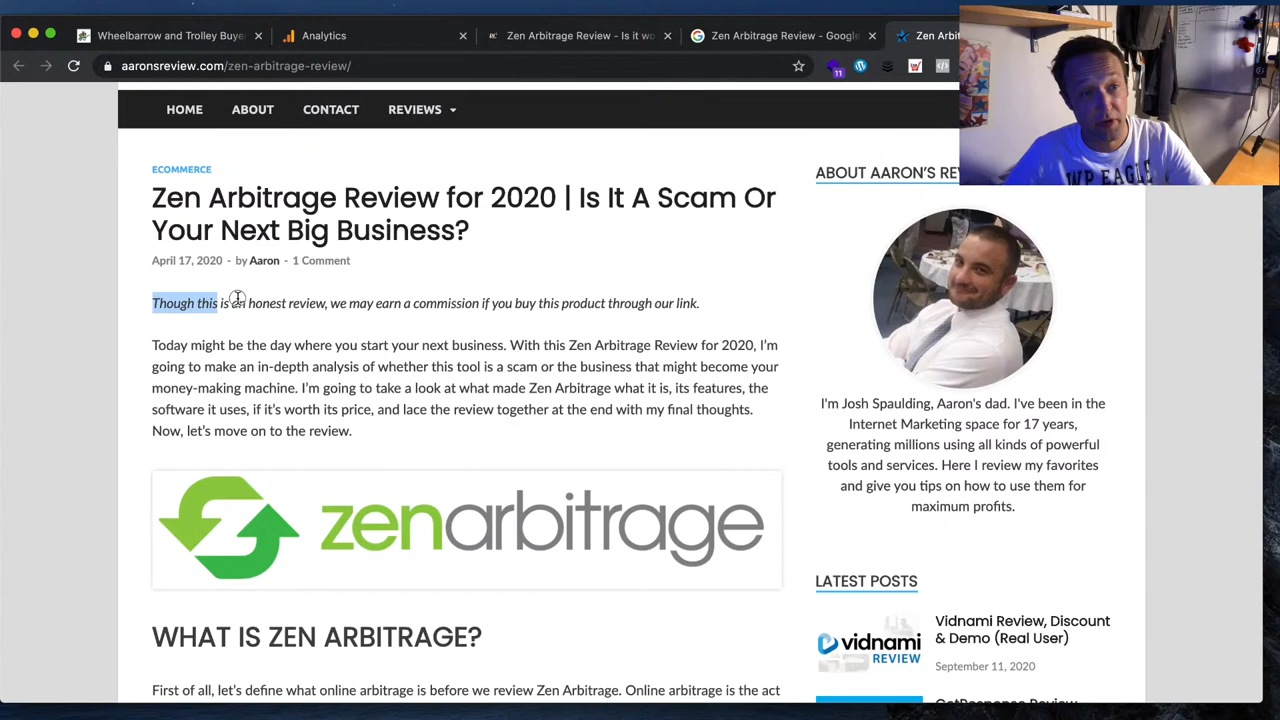 Wheelbarrow and Trolley Buye
Analytics
Zen Arbitrage Review - Is it wo
Zen Arbitrage Review - Google
Zen Arbit
aaronsreview.com/zen-arbitrage-review/
11
HOME
ABOUT
CONTACT
REVIEWS
WP EAGLE
ECOMMERCE
Zen Arbitrage Review for 2020 | Is It A Scam Or
Your Next Big Business?
April 17, 2020 - by Aaron - 1 Comment
Though this is an honest review, we may earn a commission if you buy this product through our link.
Today might be the day where you start your next business. With this Zen Arbitrage Review for 2020, I'm
going to make an in-depth analysis of whether this tool is a scam or the business that might become your
money-making machine. I'm going to take a look at what made Zen Arbitrage what it is, its features, the
software it uses, if it's worth its price, and lace the review together at the end with my final thoughts.
Now, let's move on to the review.
zenarbitrage
WHAT IS ZEN ARBITRAGE?
First of all, let's define what online arbitrage is before we review Zen Arbitrage. Online arbitrage is the act
ABOUT AARON'S RE
I'm Josh Spaulding, Aaron's dad. I've been in the
Internet Marketing space for 17 years,
generating millions using all kinds of powerful
tools and services. Here I review my favorites
and give you tips on how to use them for
maximum profits.
LATEST POSTS
vidnami
REVIEW
Vidnami Review, Discount
& Demo (Real User)
September 11, 2020
GetResponse Review